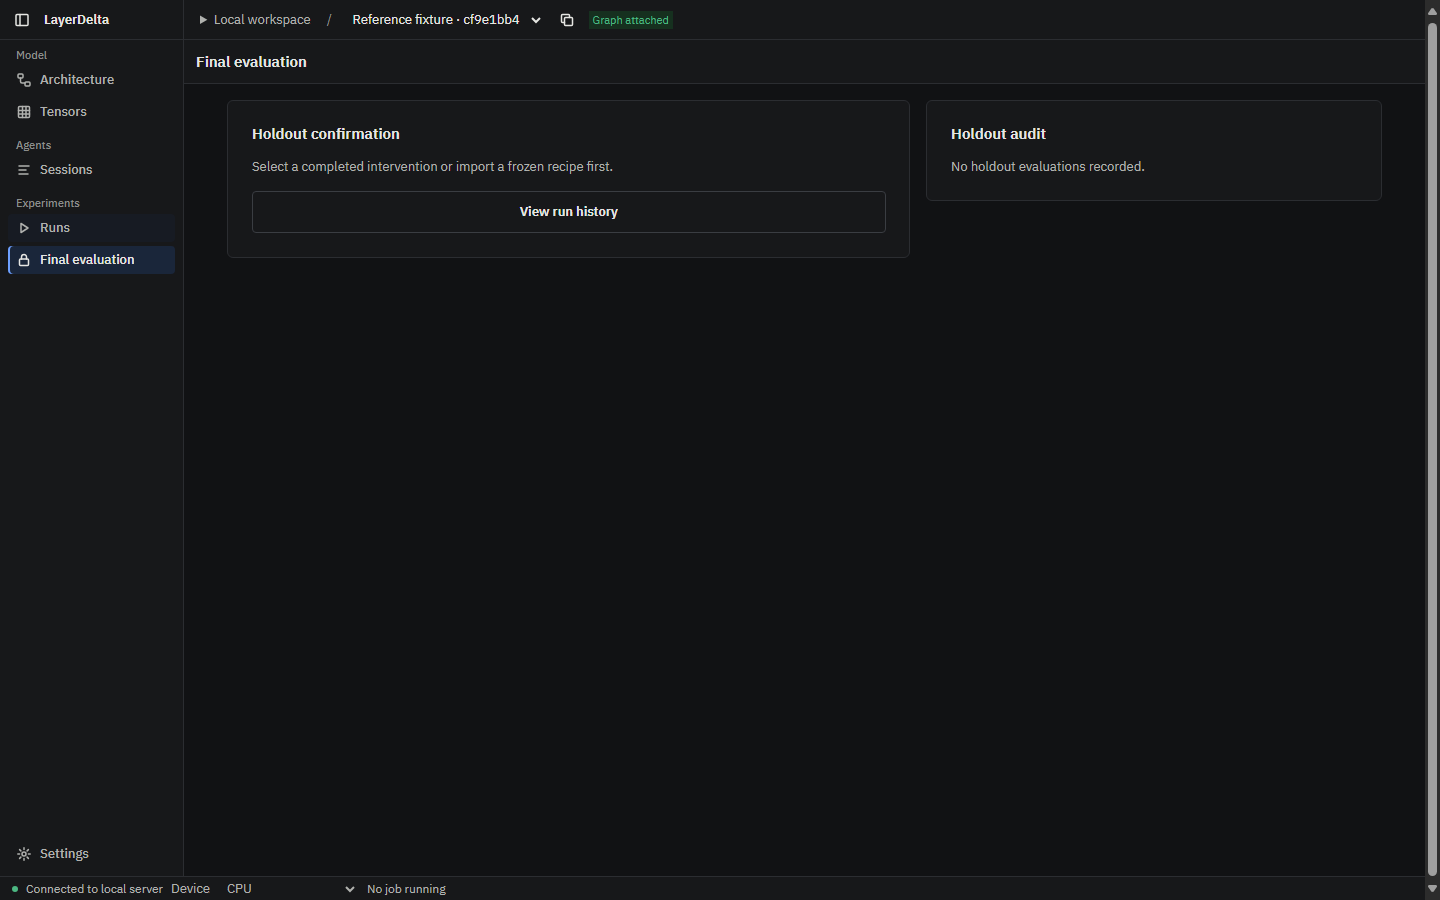 LayerDelta
Local workspace / Reference fixture · cf9e1bb4 Graph attached
Model
Architecture
Tensors
Agents
Sessions
Experiments
Runs
Final evaluation
Settings
Final evaluation
Holdout confirmation
Select a completed intervention or import a frozen recipe first.
View run history
Holdout audit
No holdout evaluations recorded.
Connected to local server Device CPU No job running